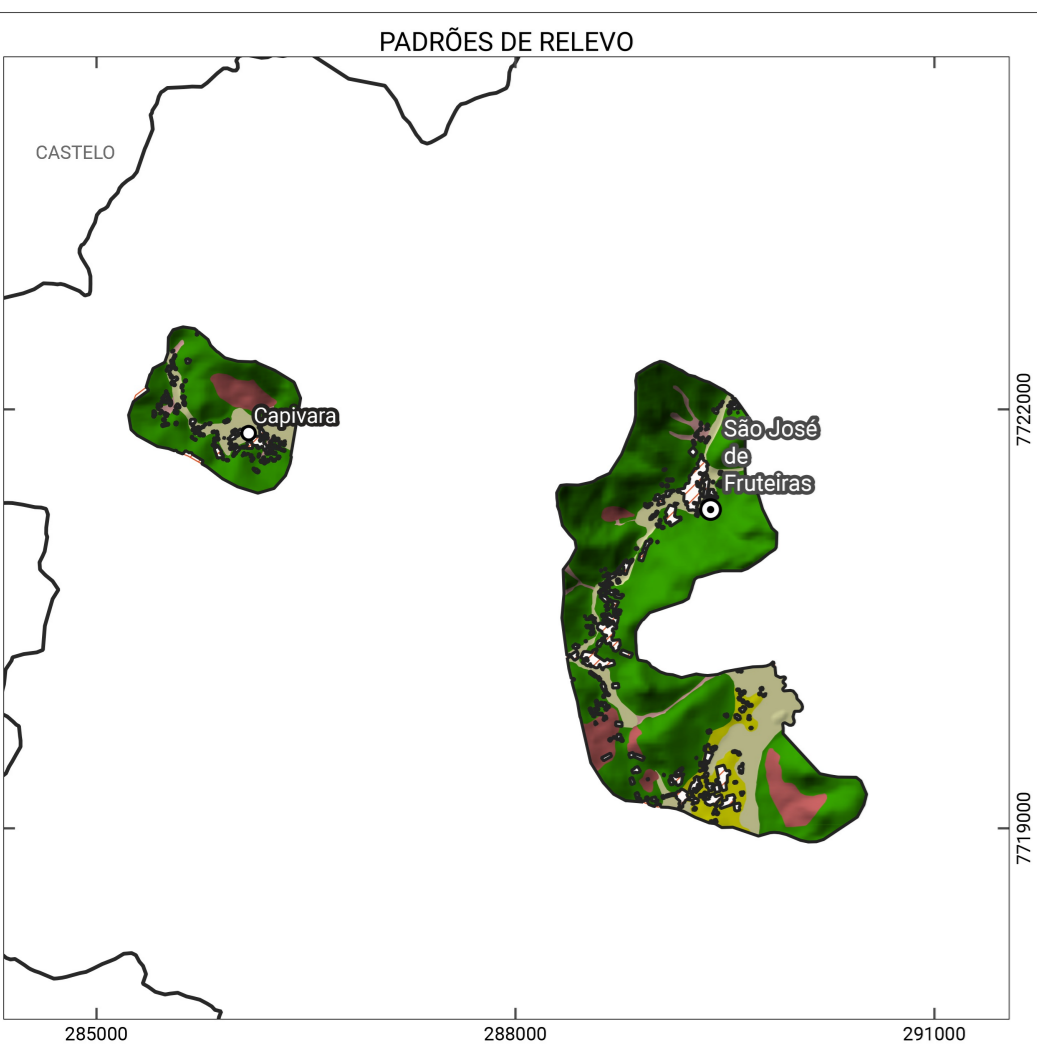 PADRÕES DE RELEVO
CASTELO
7722000
Capivara
São José
de
Fruteiras
7719000
285000
288000
291000